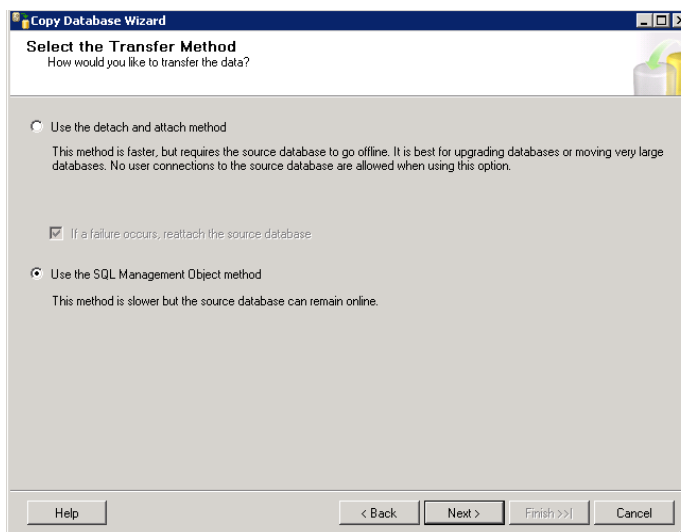 Copy Database Wizard
Select the Transfer Method
How would you like to transfer the data?
Use the detach and attach method
This method is faster, but requires the source database to go offline. It is best for upgrading databases or moving very large
databases. No user connections to the source database are allowed when using this option.
If a failure occurs, reattach the source database
Use the SQL Management Object method
This method is slower but the source database can remain online.
Help
< Back
Next >
Finish >>|
Cancel